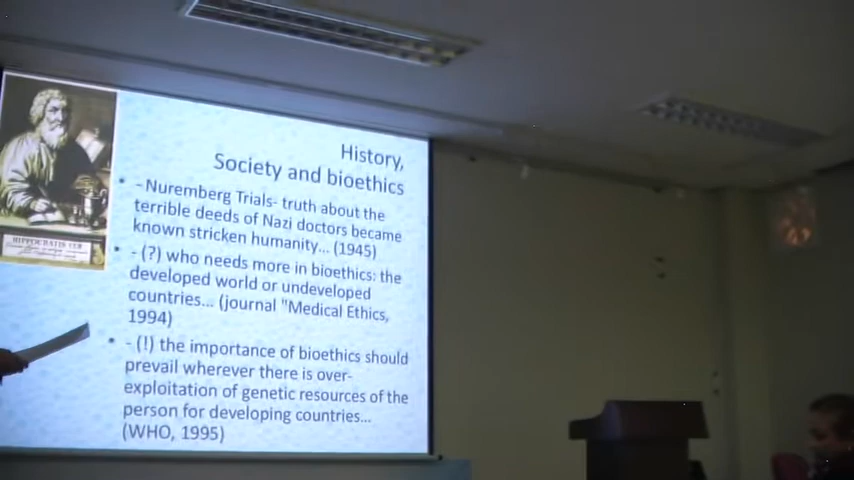 History,
Society and bioethics
• - Nuremberg Trials- truth about the
terrible deeds of Nazi doctors became
known stricken humanity... (1945)
• - (?) who needs more in bioethics: the
developed world or undeveloped
countries... (journal "Medical Ethics,
1994)
• - (!) the importance of bioethics should
prevail wherever there is over-
exploitation of genetic resources of the
person for developing countries...
(WHO, 1995)